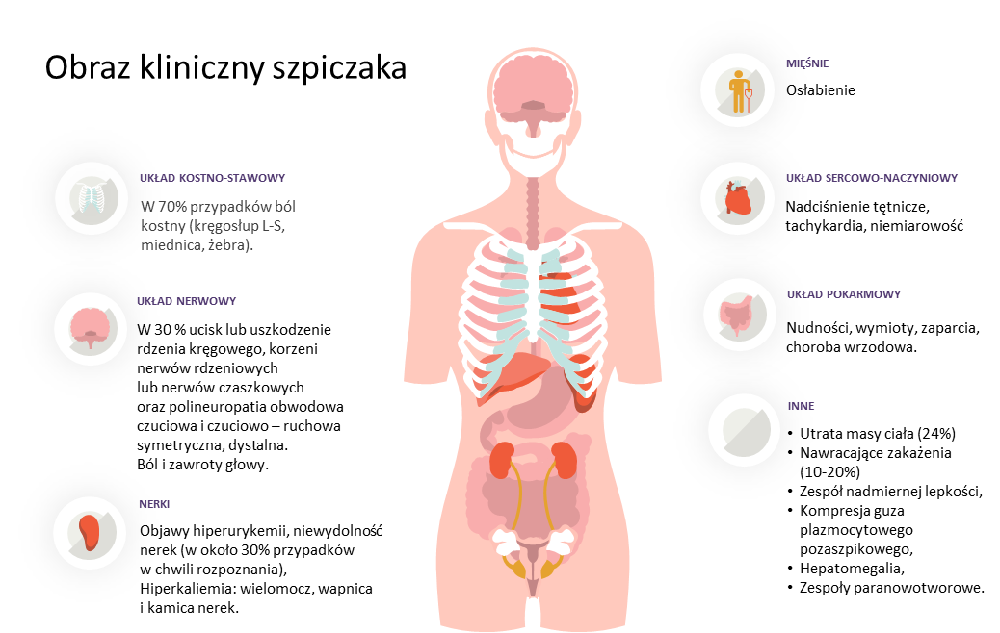 Obraz kliniczny szpiczaka
UKŁAD KOSTNO-STAWOWY
W 70% przypadków ból
kostny (kręgosłup L-S,
miednica, żebra).
UKŁAD NERWOWY
W 30 % ucisk lub uszkodzenie
rdzenia kręgowego, korzeni
nerwów rdzeniowych
lub nerwów czaszkowych
oraz polineuropatia obwodowa
czuciowa i czuciowo – ruchowa
symetryczna, dystalna.
Ból i zawroty głowy.
NERKI
Objawy hiperurykemii, niewydolność
nerek (w około 30% przypadków
w chwili rozpoznania),
Hiperkaliemia: wielomocz, wapnica
i kamica nerek.
MIĘŚNIE
Osłabienie
UKŁAD SERCOWO-NACZYNIOWY
Nadciśnienie tętnicze,
tachykardia, niemiarowość
UKŁAD POKARMOWY
Nudności, wymioty, zaparcia,
choroba wrzodowa.
INNE
• Utrata masy ciała (24%)
• Nawracające zakażenia
(10-20%)
• Zespół nadmiernej lepkości,
• Kompresja guza
plazmocytowego
pozaszpikowego,
• Hepatomegalia,
• Zespoły paranowotworowe.